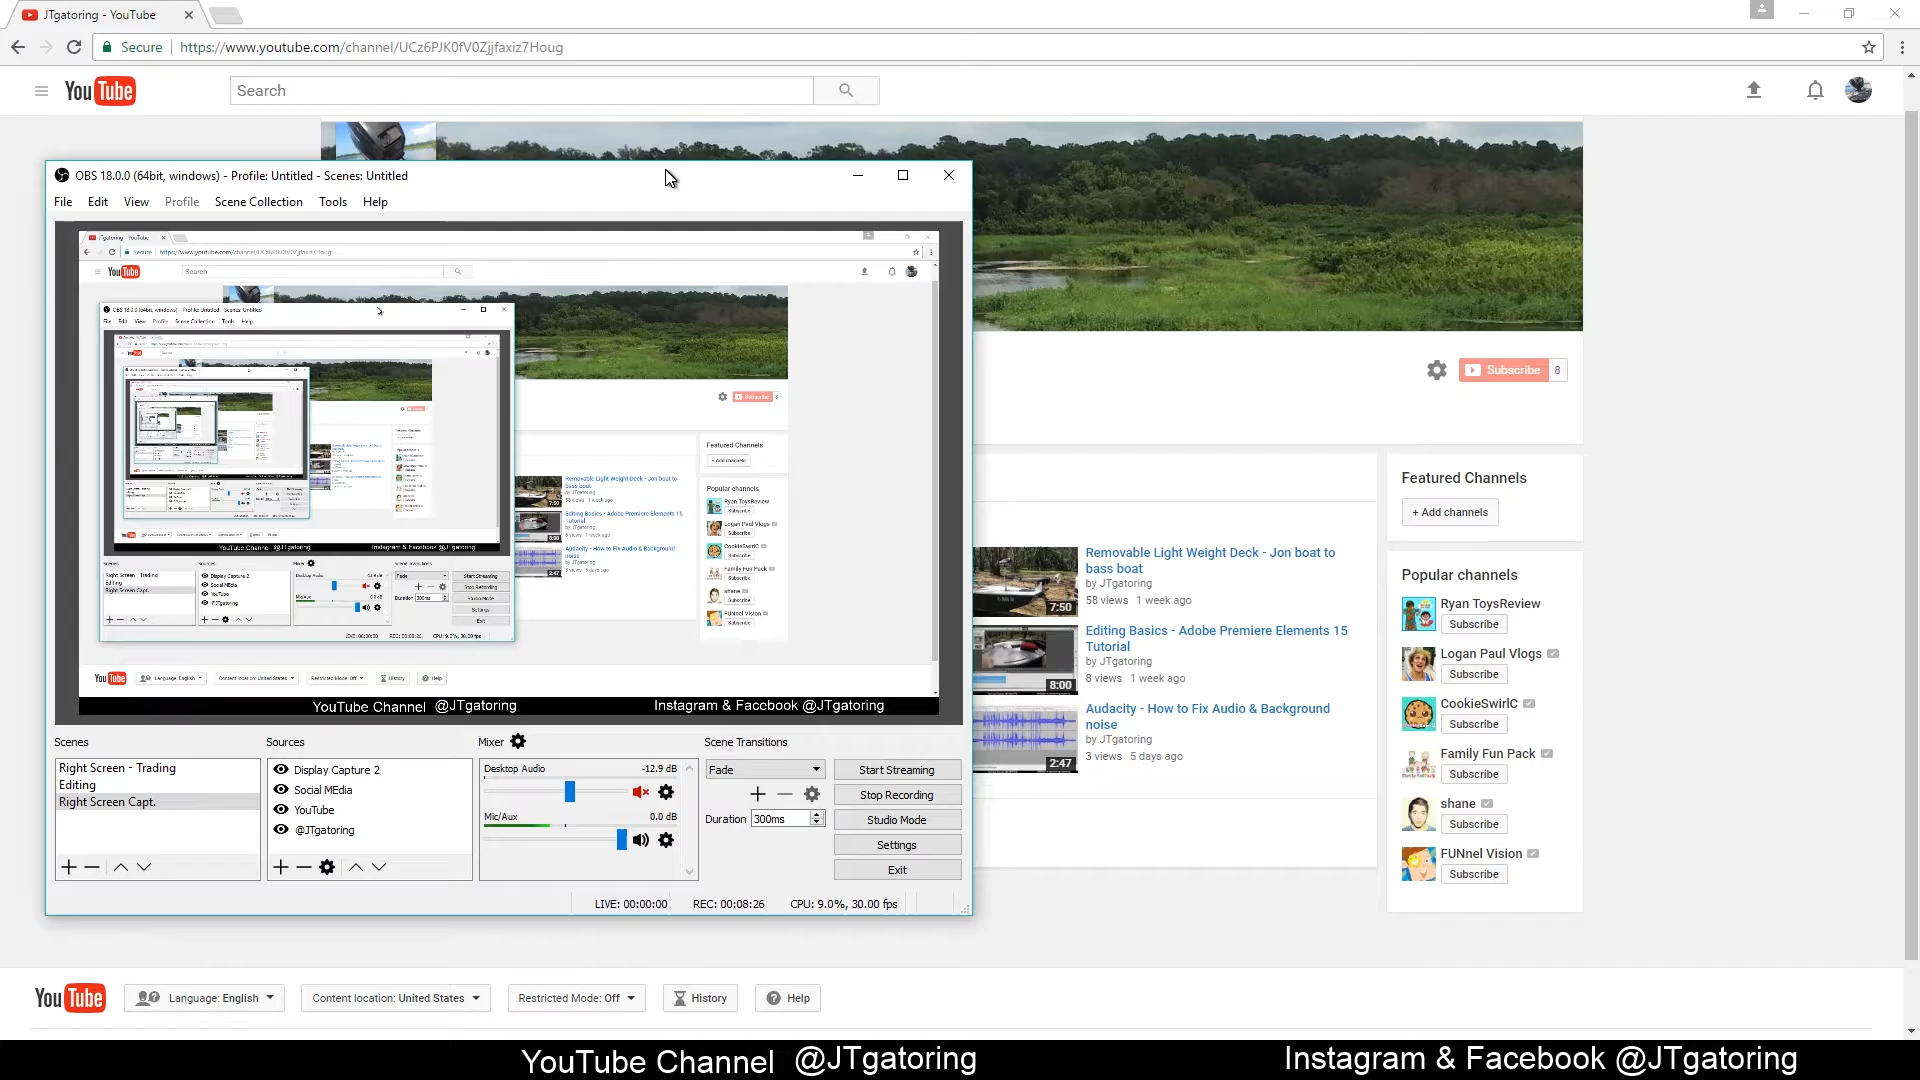 JTgatoring - YouTube
Secure https://www.youtube.com/channel/UCz6PJK0fV0Zjjfaxiz7Houg
YouTube
Search
OBS 18.0.0 (64bit, windows) - Profile: Untitled - Scenes: Untitled
File Edit View Profile Scene Collection Tools Help
YouTube
Search
YouTube
YouTube Channel @JTgatoring Instagram & Facebook @JTgatoring
Scenes
Right Screen - Trading
Editing
Right Screen Capt.
Sources
Display Capture 2
Social MEdia
YouTube
@JTgatoring
Mixer
Desktop Audio -12.9 dB
Mic/Aux 0.0 dB
Scene Transitions
Fade
Duration 300ms
Start Streaming
Stop Recording
Studio Mode
Settings
Exit
LIVE: 00:00:00 REC: 00:08:26 CPU: 9.0%, 30.00 fps
Subscribe 8
7:50
Removable Light Weight Deck - Jon boat to
bass boat
by JTgatoring
58 views 1 week ago
8:00
Editing Basics - Adobe Premiere Elements 15
Tutorial
by JTgatoring
8 views 1 week ago
2:47
Audacity - How to Fix Audio & Background
noise
by JTgatoring
3 views 5 days ago
Featured Channels
+ Add channels
Popular channels
Ryan ToysReview
Subscribe
Logan Paul Vlogs
Subscribe
CookieSwirlC
Subscribe
Family Fun Pack
Subscribe
shane
Subscribe
FUNnel Vision
Subscribe
YouTube Language: English Content location: United States Restricted Mode: Off History Help
YouTube Channel @JTgatoring Instagram & Facebook @JTgatoring